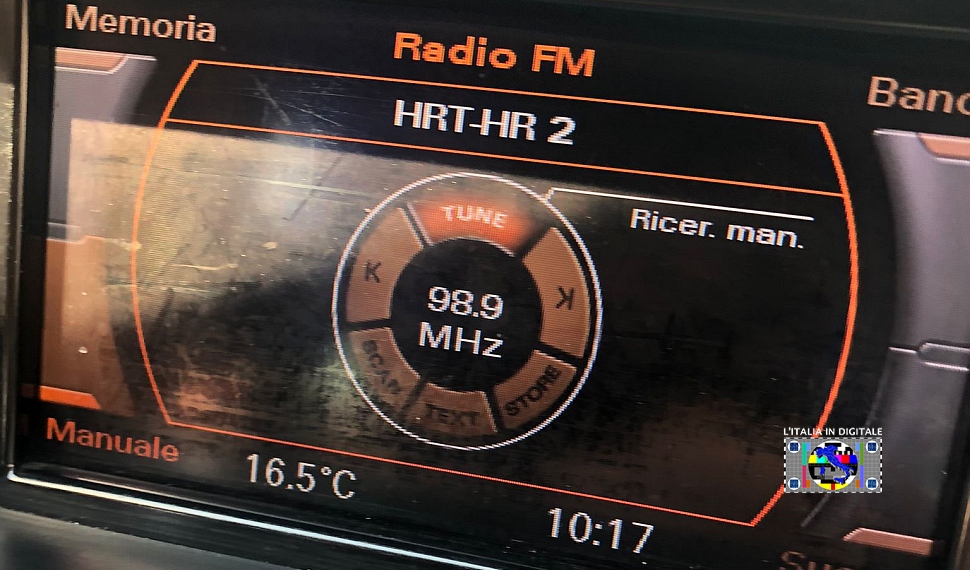 Memoria
Radio FM
HRT-HR 2
TUNE
Ricer. man.
K
K
98.9
MHz
SCAN
TEXT
STORE
Manuale
16.5°C
10:17
L'ITALIA IN DIGITALE